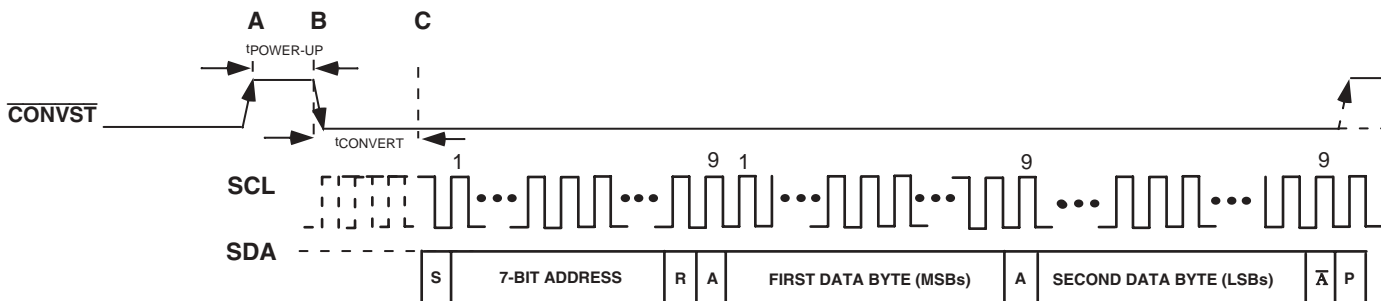 A B C
tPOWER-UP
CONVST
tCONVERT
1 9 1 9 9
SCL
SDA
S 7-BIT ADDRESS R A FIRST DATA BYTE (MSBs) A SECOND DATA BYTE (LSBs) A P